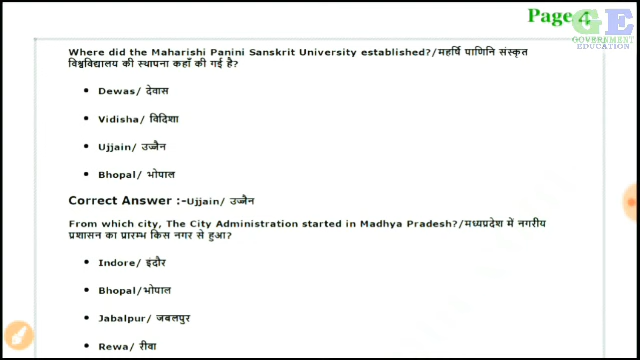 Page 4
GE
GOVERNMENT
EDUCATION
Where did the Maharishi Panini Sanskrit University established?/महर्षि पाणिनि संस्कृत
विश्वविद्यालय की स्थापना कहाँ की गई है?
Dewas/ देवास
Vidisha/ विदिशा
Ujjain/ उज्जैन
Bhopal/ भोपाल
Correct Answer :-Ujjain/ उज्जैन
From which city, The City Administration started in Madhya Pradesh?/मध्यप्रदेश में नगरीय
प्रशासन का प्रारम्भ किस नगर से हुआ?
Indore/ इंदौर
Bhopal/भोपाल
Jabalpur/ जबलपुर
Rewa/ रीवा